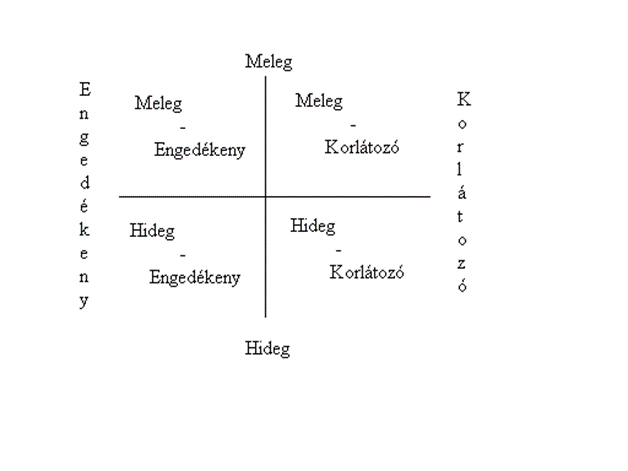 Meleg
Engedékeny
Meleg
-
Engedékeny
Meleg
-
Korlátozó
Korlátozó
Hideg
-
Engedékeny
Hideg
-
Korlátozó
Hideg